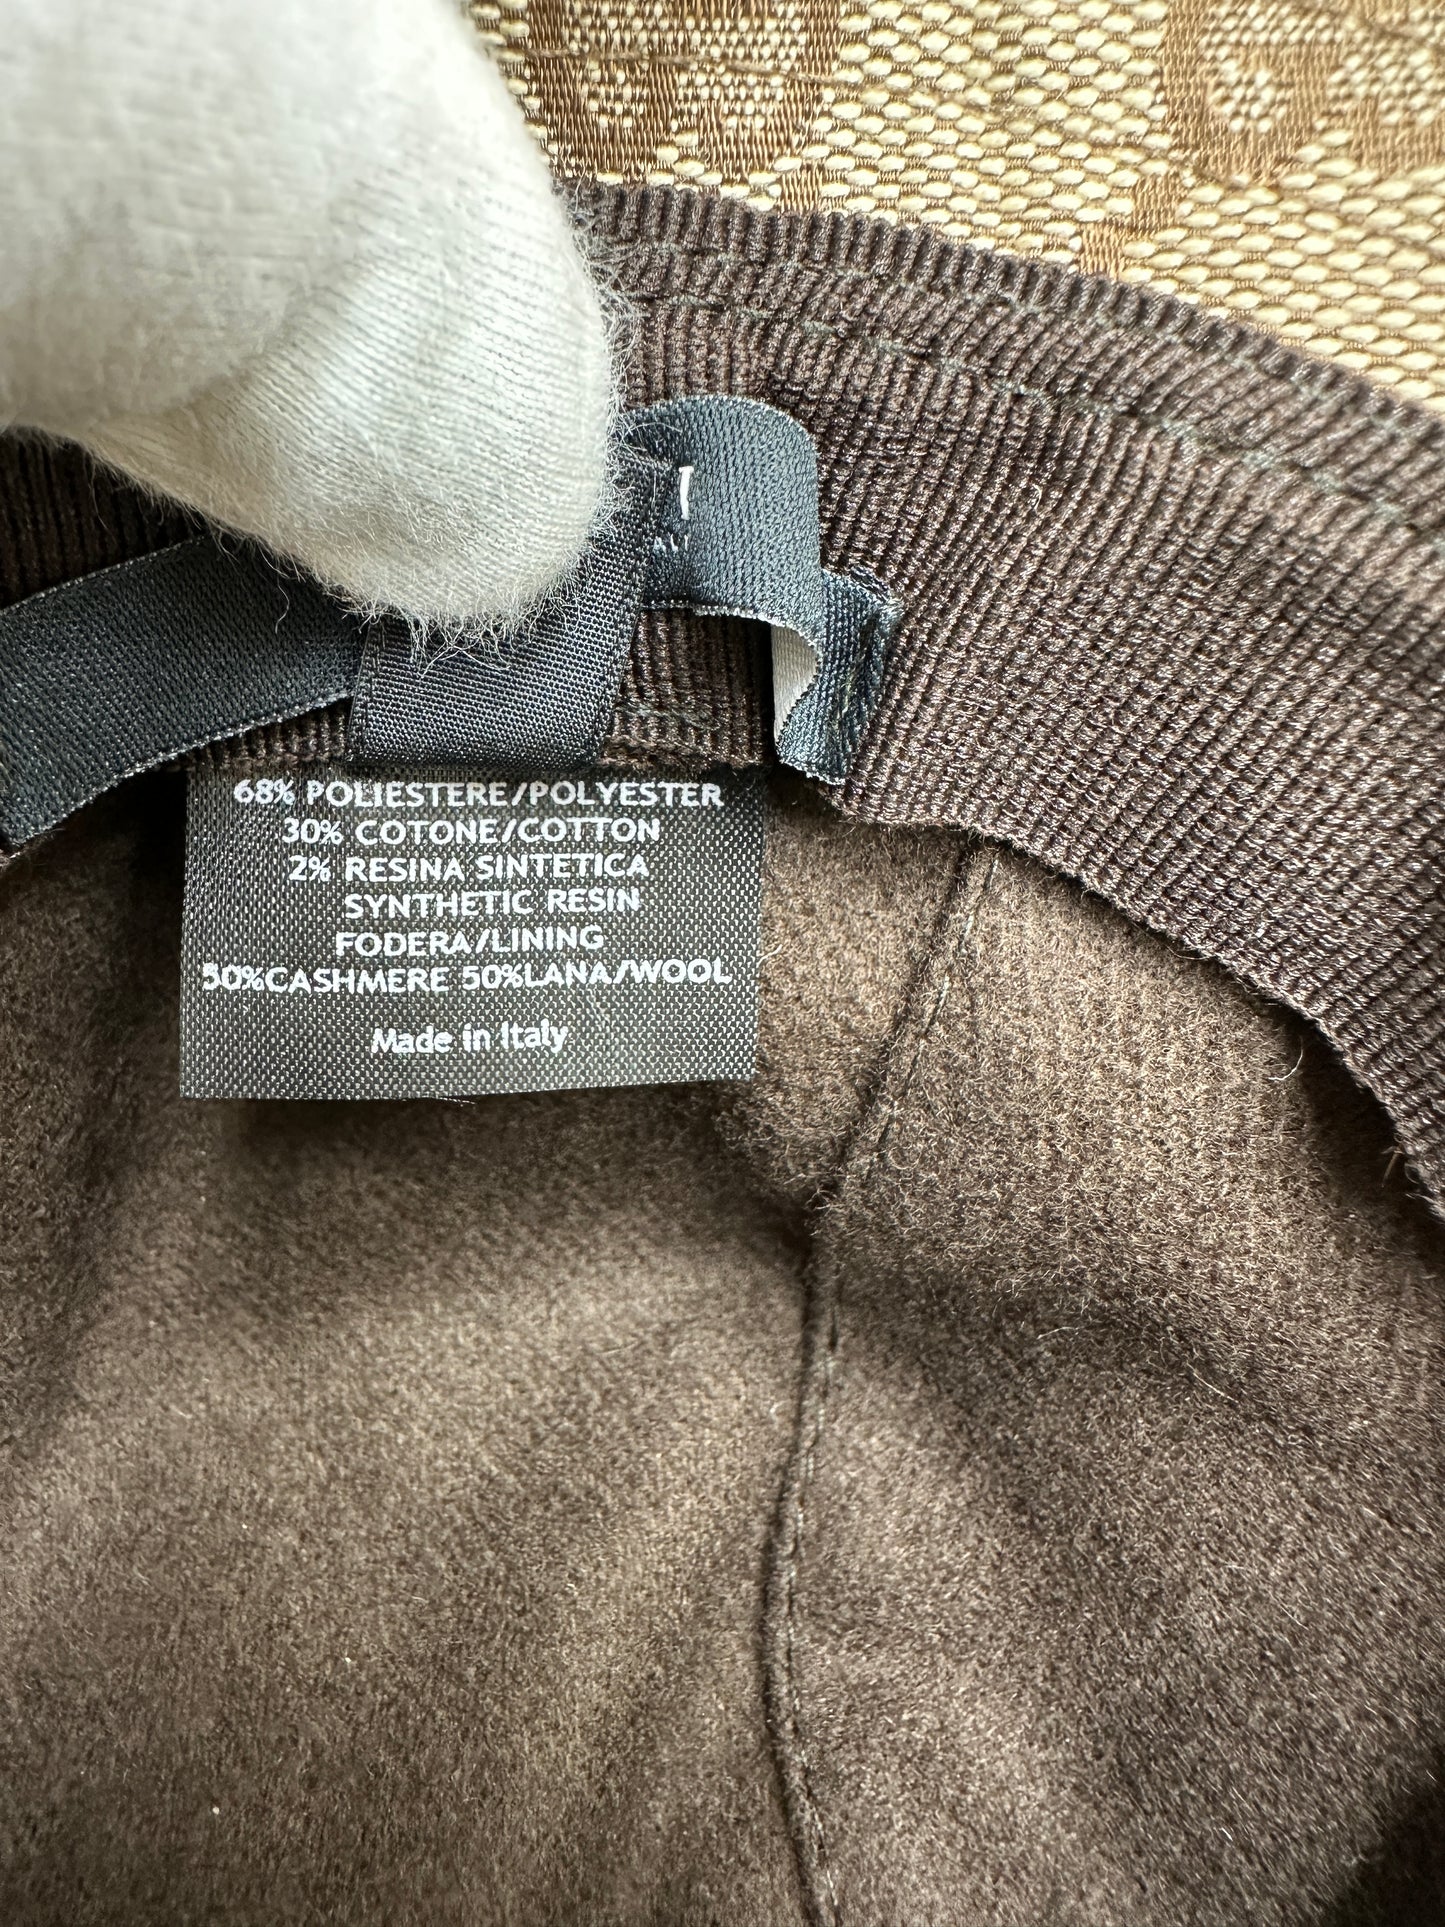 68% POLIESTERE/POLYESTER
30% COTONE/COTTON
2% RESINA SINTETICA
SYNTHETIC RESIN
FODERA/LINING
50%CASHMERE 50%LANA/WOOL
Made in Italy